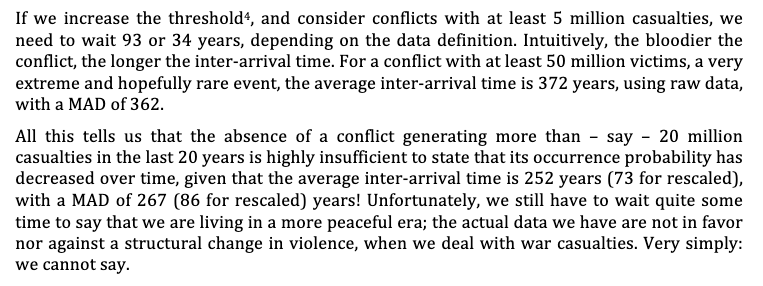 If we increase the threshold⁴, and consider conflicts with at least 5 million casualties, we
need to wait 93 or 34 years, depending on the data definition. Intuitively, the bloodier the
conflict, the longer the inter-arrival time. For a conflict with at least 50 million victims, a very
extreme and hopefully rare event, the average inter-arrival time is 372 years, using raw data,
with a MAD of 362.
All this tells us that the absence of a conflict generating more than – say – 20 million
casualties in the last 20 years is highly insufficient to state that its occurrence probability has
decreased over time, given that the average inter-arrival time is 252 years (73 for rescaled),
with a MAD of 267 (86 for rescaled) years! Unfortunately, we still have to wait quite some
time to say that we are living in a more peaceful era; the actual data we have are not in favor
nor against a structural change in violence, when we deal with war casualties. Very simply:
we cannot say.